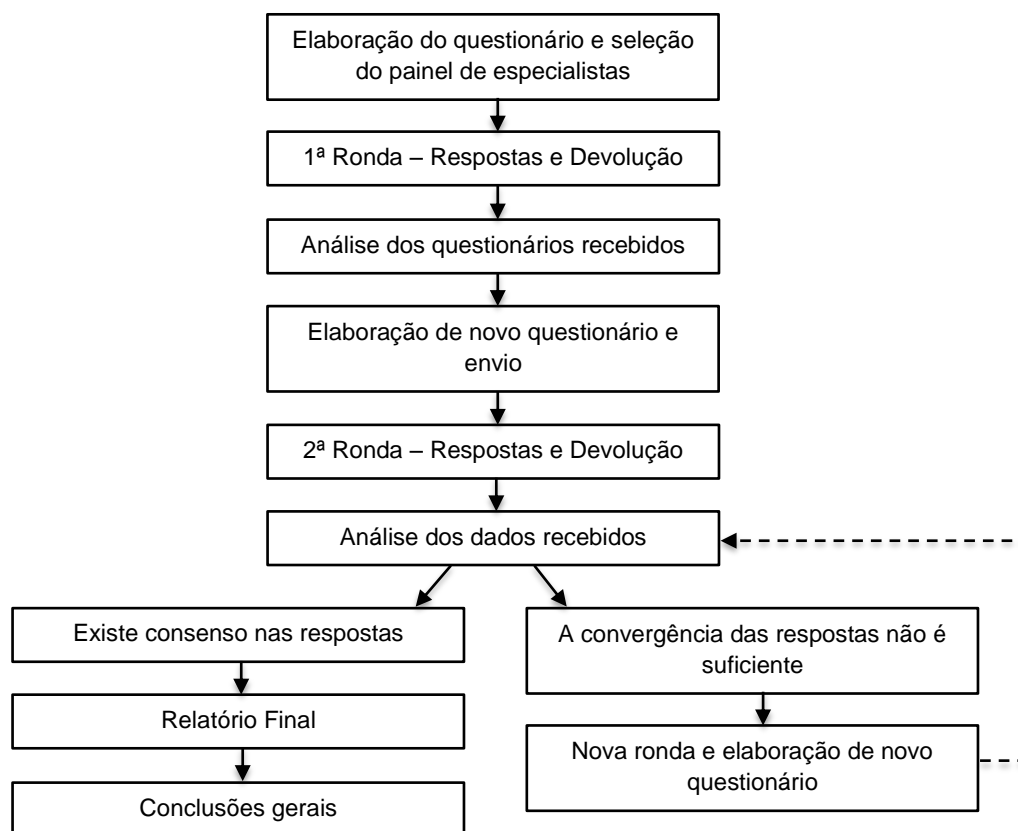 Elaboração do questionário e seleção
do painel de especialistas
1ª Ronda – Respostas e Devolução
Análise dos questionários recebidos
Elaboração de novo questionário e
envio
2ª Ronda – Respostas e Devolução
Análise dos dados recebidos
Existe consenso nas respostas
A convergência das respostas não é
suficiente
Relatório Final
Nova ronda e elaboração de novo
questionário
Conclusões gerais